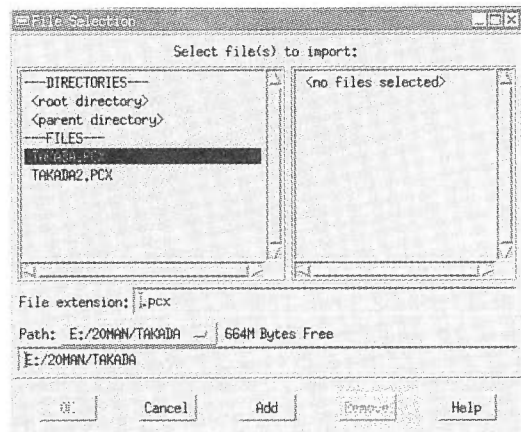 File Selection
Select file(s) to import:
---DIRECTORIES---
<root directory>
<parent directory>
---FILES---
TAKADA.PCX
TAKADA2.PCX
<no files selected>
File extension: .pcx
Path: E:/20MAN/TAKADA 664M Bytes Free
E:/20MAN/TAKADA
OK Cancel Add Remove Help